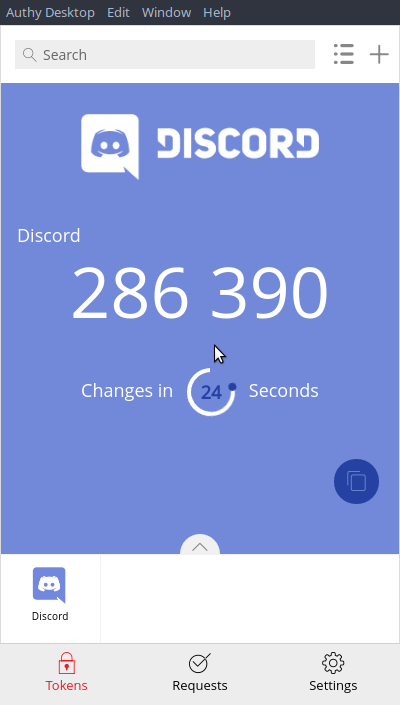 Authy Desktop Edit Window Help
Search
DISCORD
Discord
286 390
Changes in 24 Seconds
Discord
Tokens Requests Settings